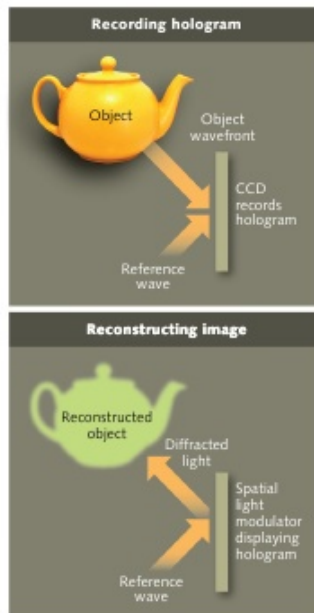 Recording hologram
Object
Object
wavefront
CCD
records
hologram
Reference
wave
Reconstructing image
Reconstructed
object
Diffracted
light
Spatial
light
modulator
displaying
hologram
Reference
wave